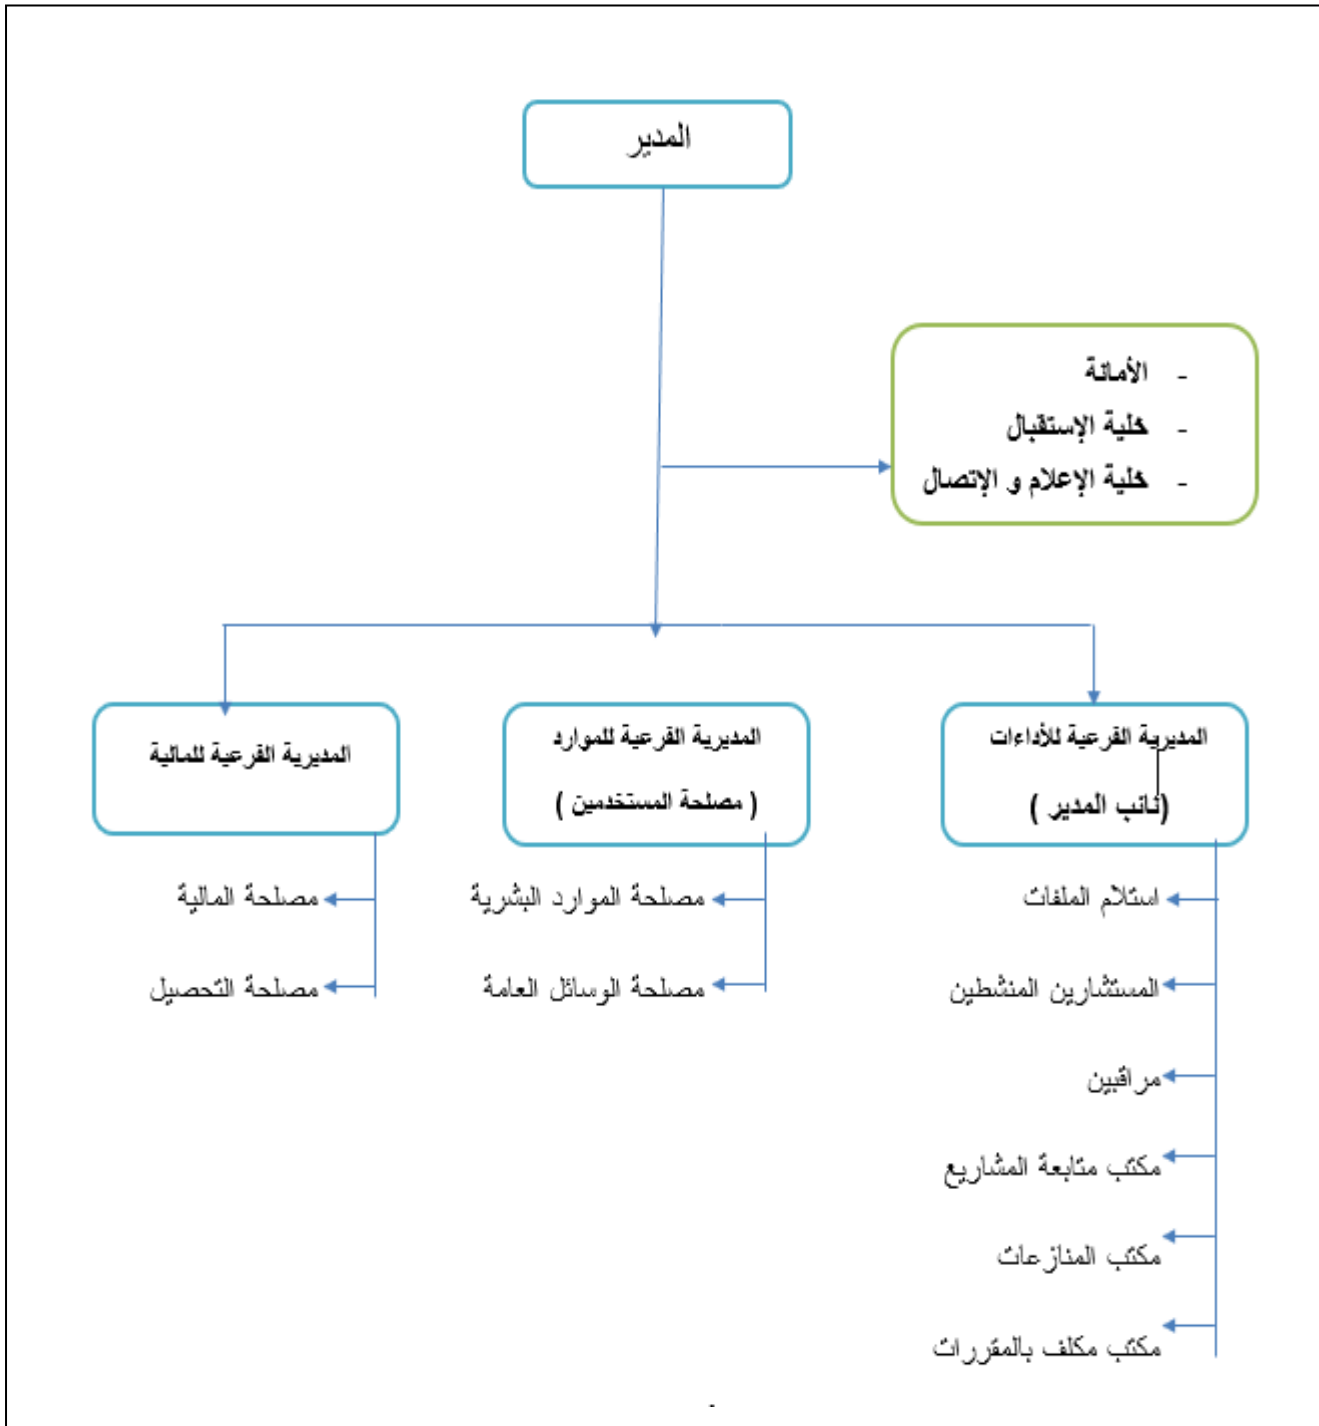 المدير
- الأمانة
- خلية الإستقبال
- خلية الإعلام و الإتصال
المديرية الفرعية للأداءات
(نائب المدير )
استلام الملفات
المستشارين المنشطين
مراقبين
مكتب متابعة المشاريع
مكتب المنازعات
مكتب مكلف بالمقررات
المديرية الفرعية للموارد
( مصلحة المستخدمين )
مصلحة الموارد البشرية
مصلحة الوسائل العامة
المديرية الفرعية للمالية
مصلحة المالية
مصلحة التحصيل
.